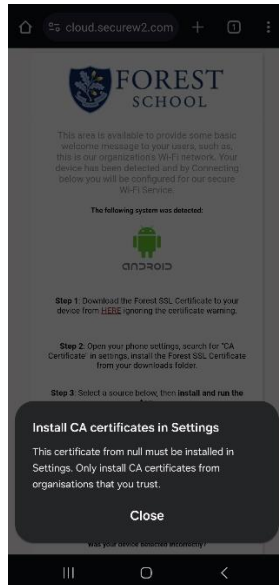 cloud.securew2.com
1
FOREST
SCHOOL
This area is available to provide some basic
welcome message to your users, such as,
this is our organization's Wi-Fi network. Your
device has been detected and by Connecting
below you will be configured for our secure
Wi-Fi Service.
The following system was detected:
ANDROID
Step 1: Download the Forest SSL Certificate to your
device from HERE ignoring the certificate warning.
Step 2: Open your phone settings, search for "CA
Certificate" in settings, install the Forest SSL Certificate
from your downloads folder.
Step 3: Select a source below, then install and run the
Install CA certificates in Settings
This certificate from null must be installed in
Settings. Only install CA certificates from
organisations that you trust.
Close
Was your device detected incorrectly?